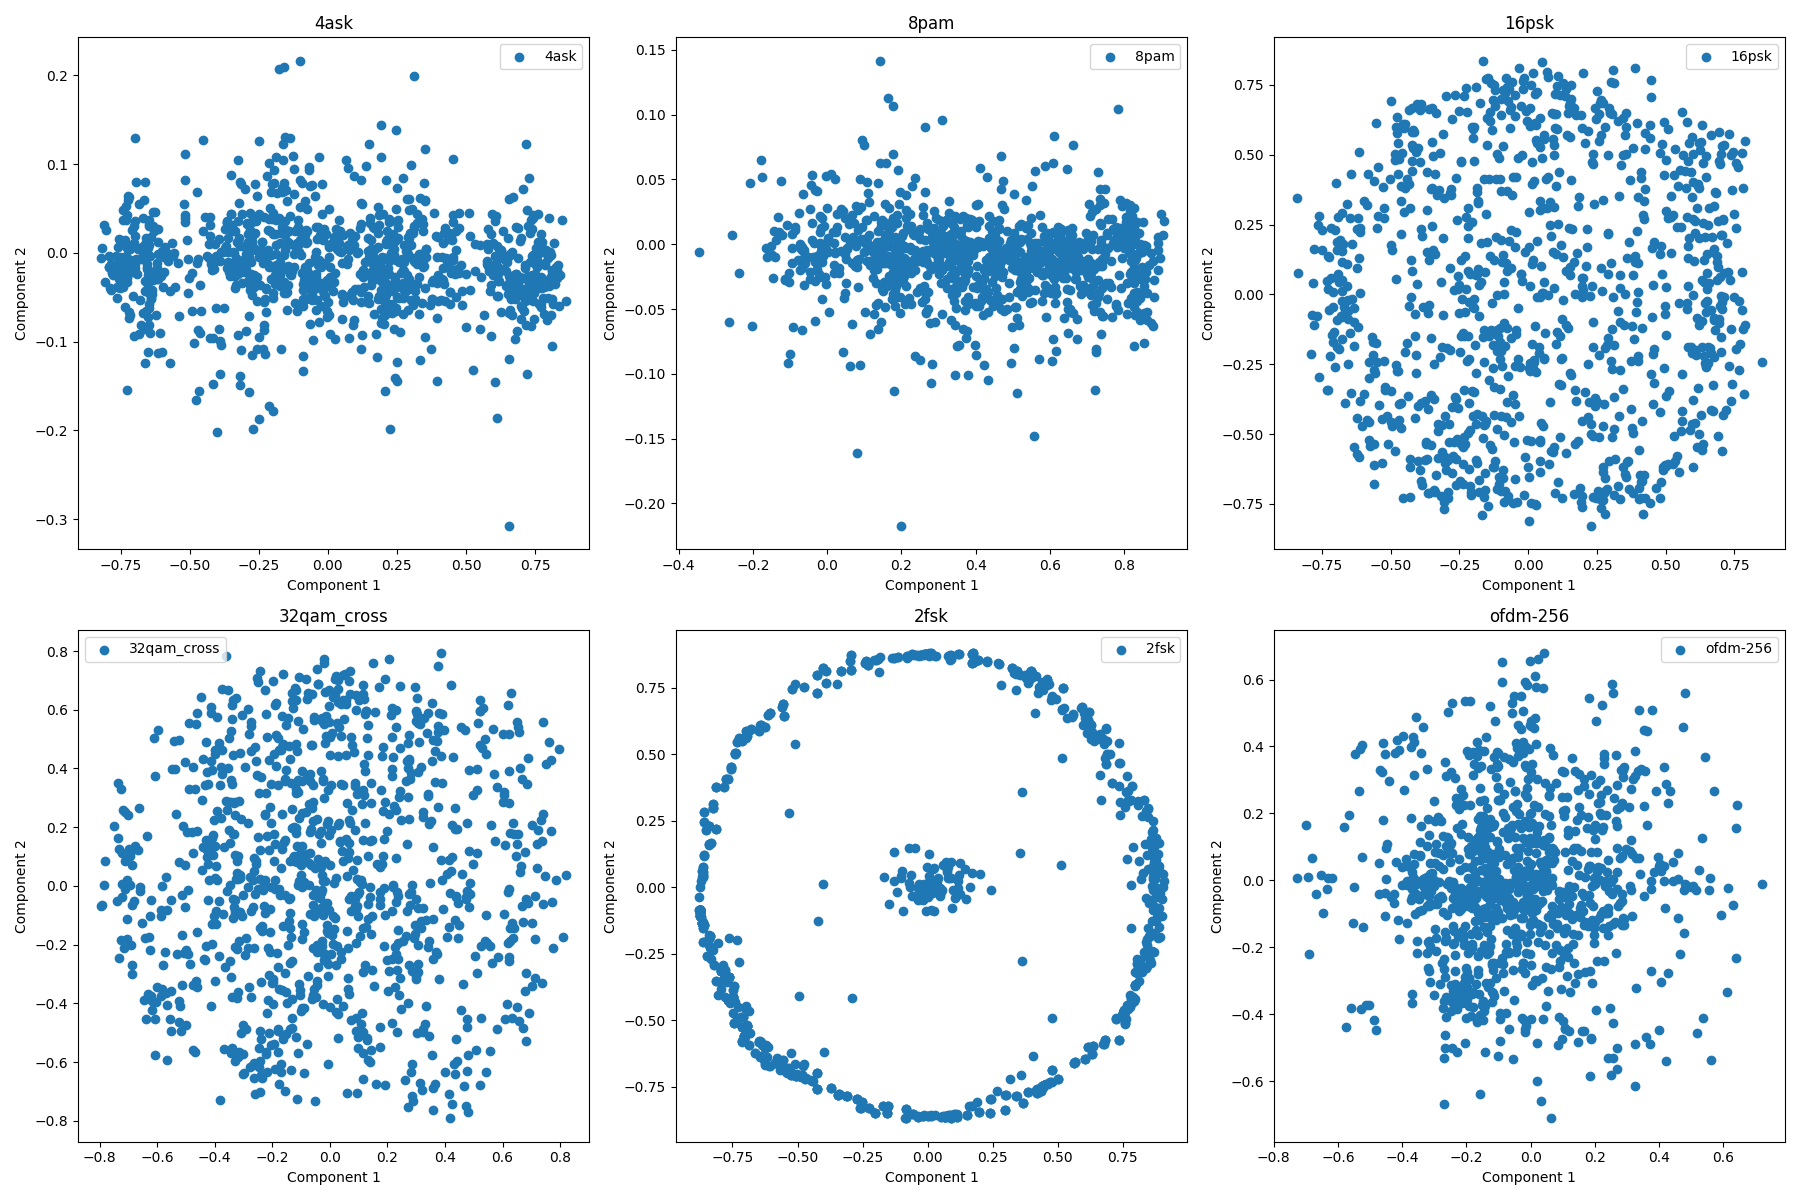 4ask
4ask
0.2
0.1
0.0
−0.1
−0.2
−0.3
Component 2
−0.75 −0.50 −0.25 0.00 0.25 0.50 0.75
Component 1
8pam
8pam
0.15
0.10
0.05
0.00
−0.05
−0.10
−0.15
−0.20
Component 2
−0.4 −0.2 0.0 0.2 0.4 0.6 0.8
Component 1
16psk
16psk
0.75
0.50
0.25
0.00
−0.25
−0.50
−0.75
Component 2
−0.75 −0.50 −0.25 0.00 0.25 0.50 0.75
Component 1
32qam_cross
32qam_cross
0.8
0.6
0.4
0.2
0.0
−0.2
−0.4
−0.6
−0.8
Component 2
−0.8 −0.6 −0.4 −0.2 0.0 0.2 0.4 0.6 0.8
Component 1
2fsk
2fsk
0.75
0.50
0.25
0.00
−0.25
−0.50
−0.75
Component 2
−0.75 −0.50 −0.25 0.00 0.25 0.50 0.75
Component 1
ofdm-256
ofdm-256
0.6
0.4
0.2
0.0
−0.2
−0.4
−0.6
Component 2
−0.8 −0.6 −0.4 −0.2 0.0 0.2 0.4 0.6
Component 1